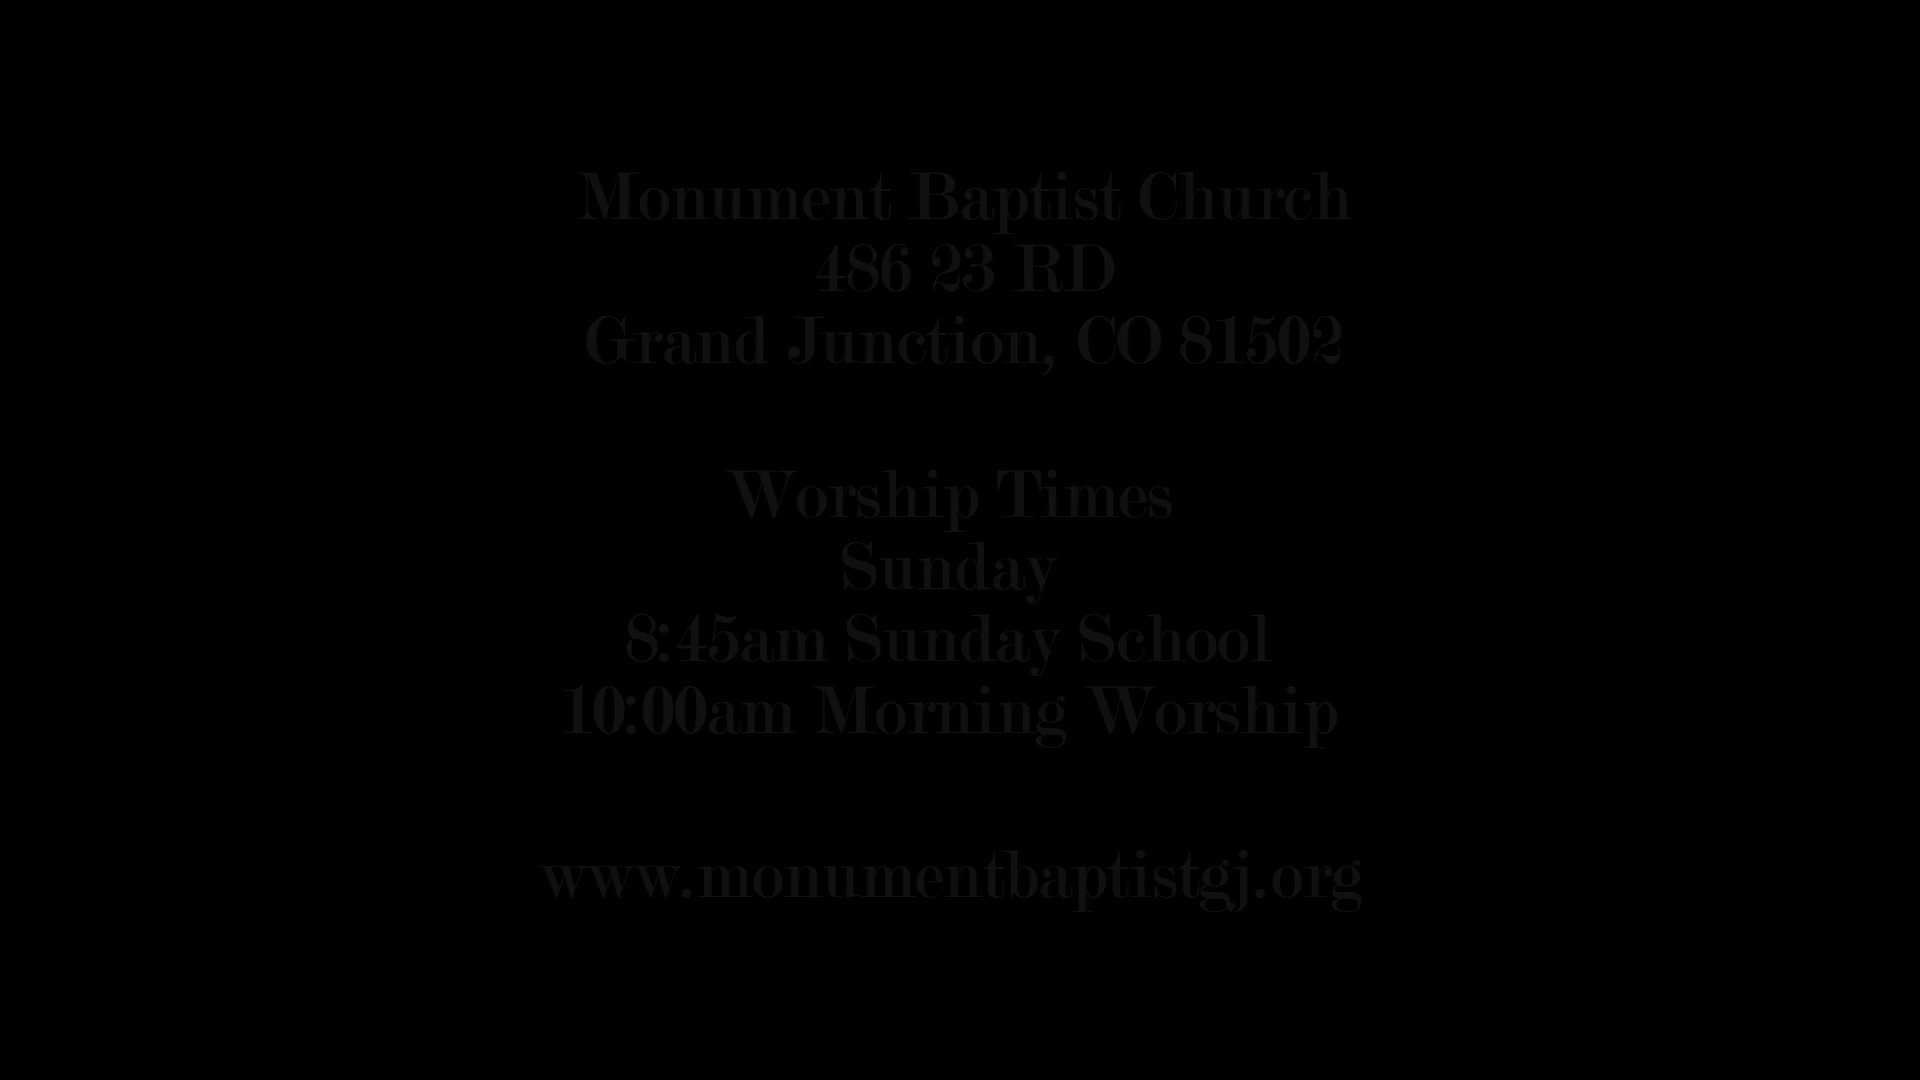 Monument Baptist Church
486 23 RD
Grand Junction, CO 81502
Worship Times
Sunday
8:45am Sunday School
10:00am Morning Worship
www.monumentbaptistgj.org